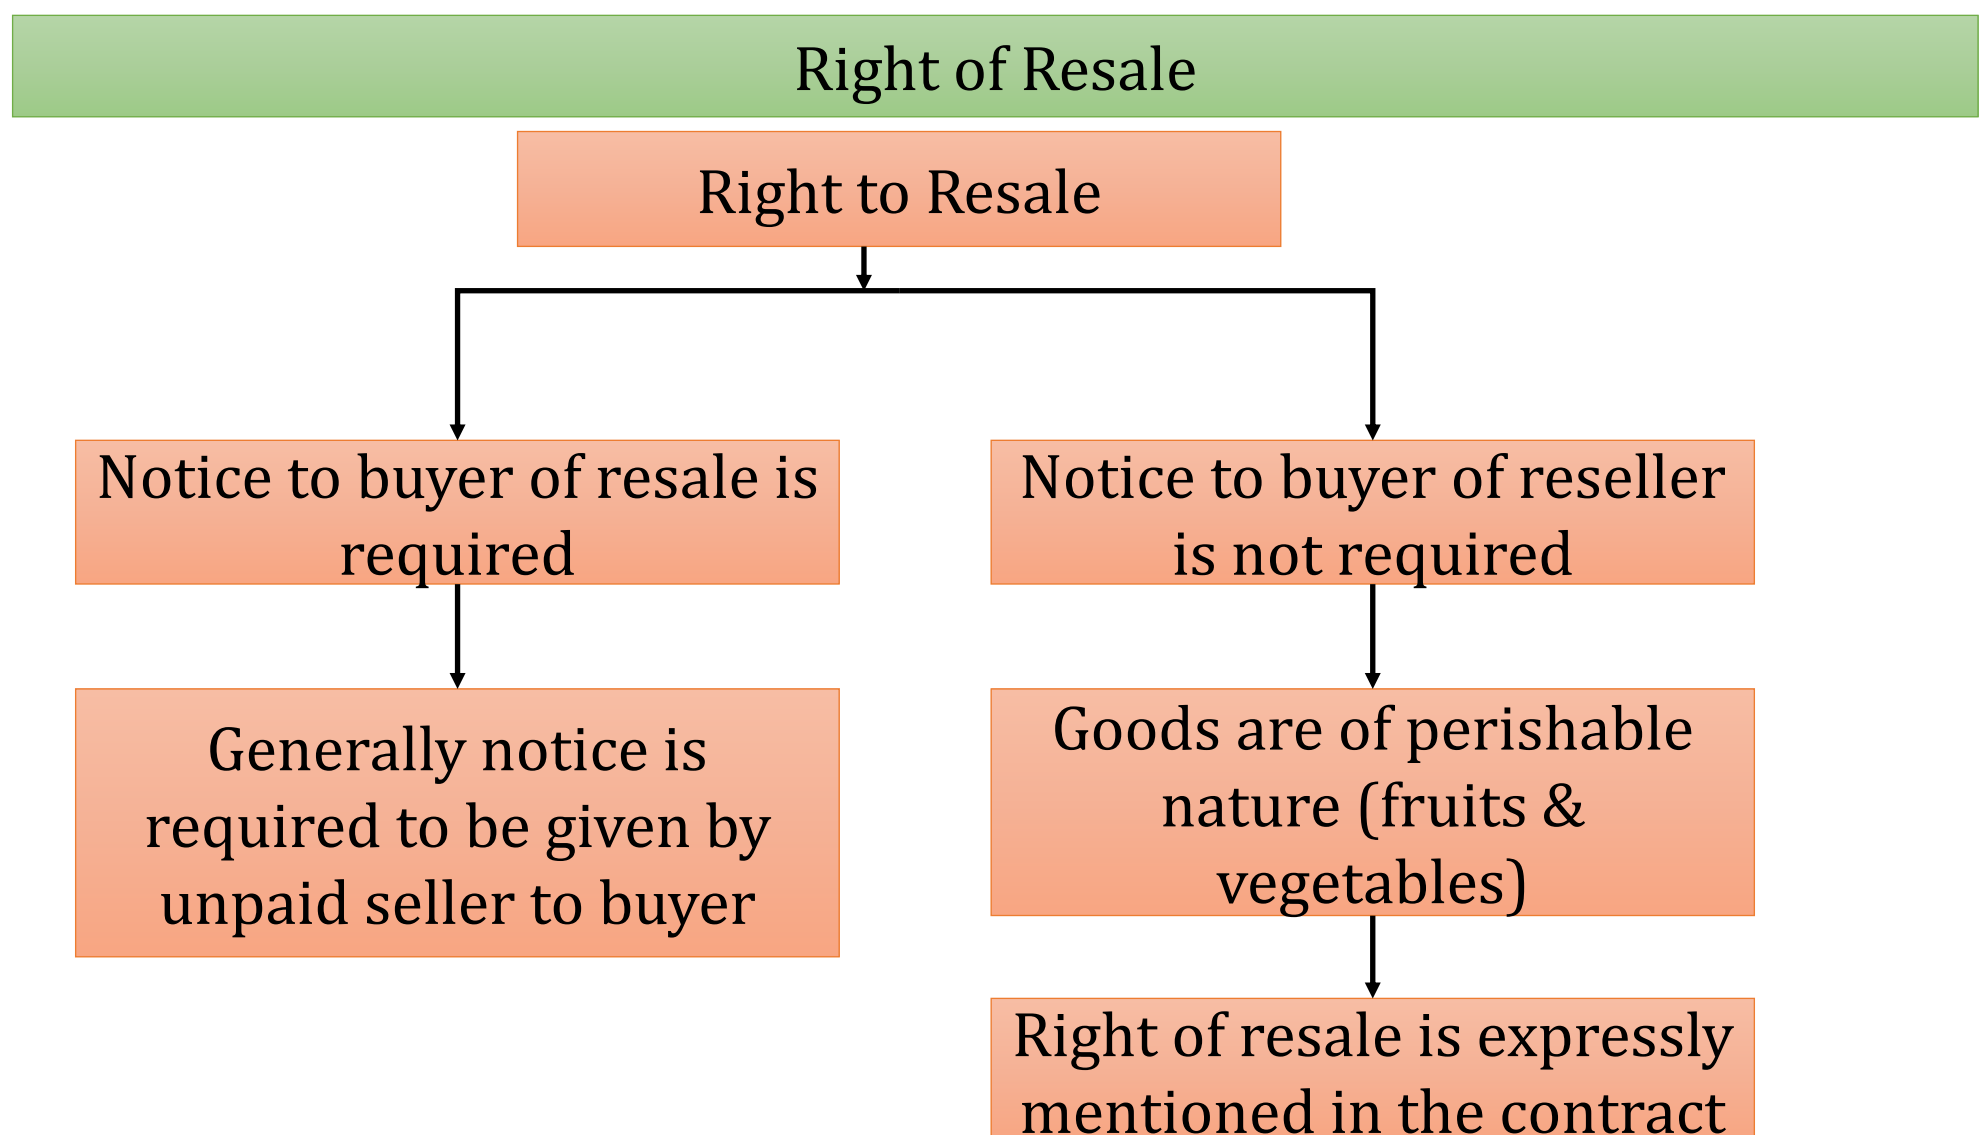 Right of Resale
Right to Resale
Notice to buyer of resale is
required
Notice to buyer of reseller
is not required
Generally notice is
required to be given by
unpaid seller to buyer
Goods are of perishable
nature (fruits &
vegetables)
Right of resale is expressly
mentioned in the contract